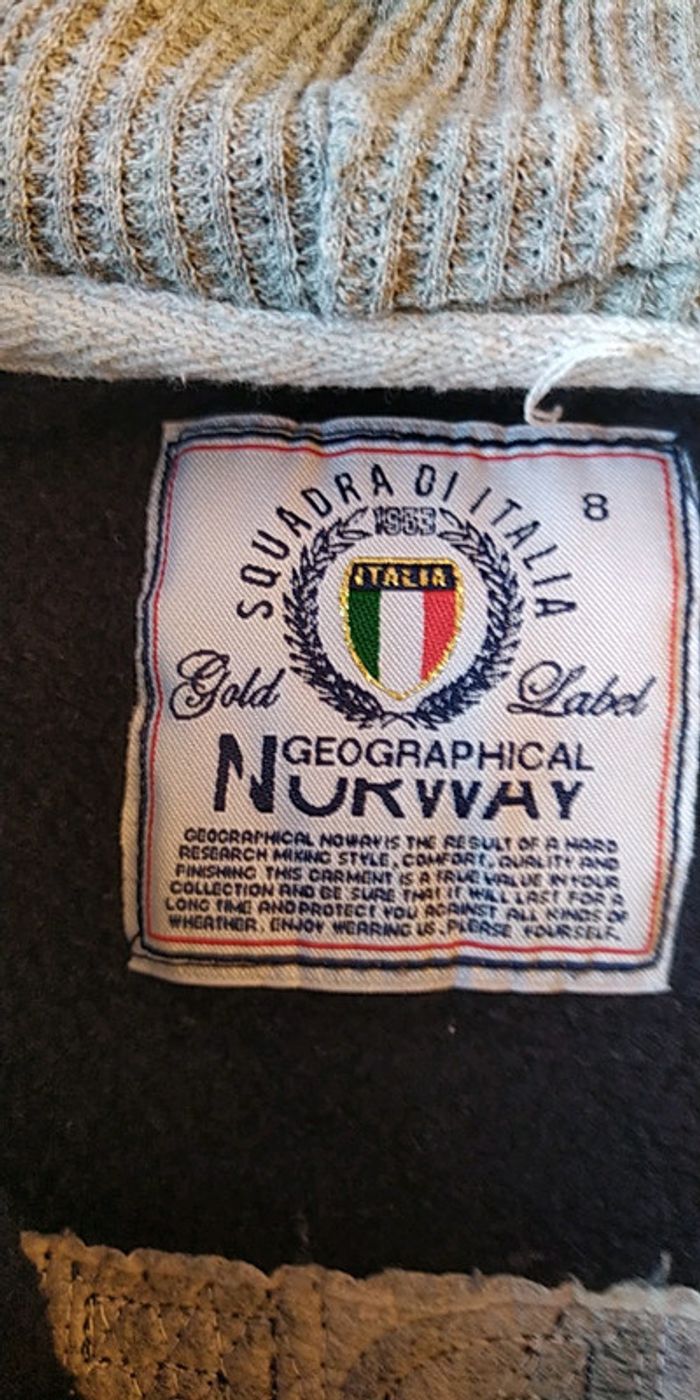 SQUADRA DI ITALIA
8
1963
ITALIA
Gold Label
GEOGRAPHICAL
NORWAY
GEOGRAPHICAL NOWAY IS THE RESULT OF A HARD
RESEARCH MIXING STYLE, COMFORT, QUALITY AND
FINISHING THIS GARMENT IS A TRUE VALUE IN YOUR
COLLECTION AND BE SURE THAT IT WILL LAST FOR A
LONG TIME AND PROTECT YOU AGAINST ALL KINDS OF
WHEATHER. ENJOY WEARING US. PLEASE YOURSELF.